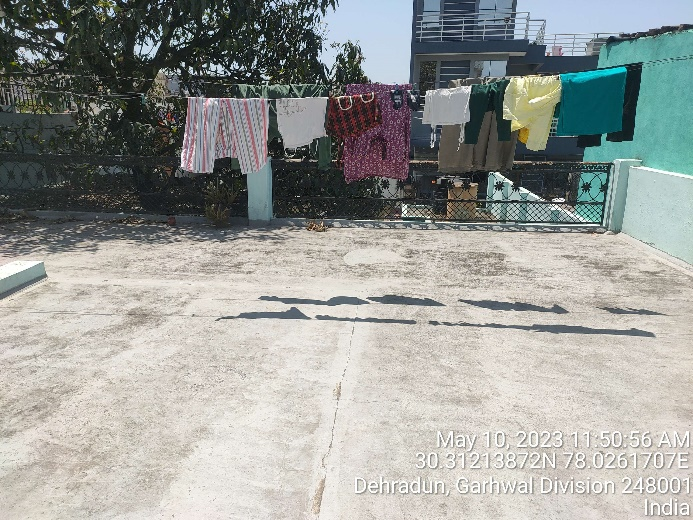 May 10, 2023 11:50:56 AM
30.31213872N 78.0261707E
Dehradun, Garhwal Division 248001
India